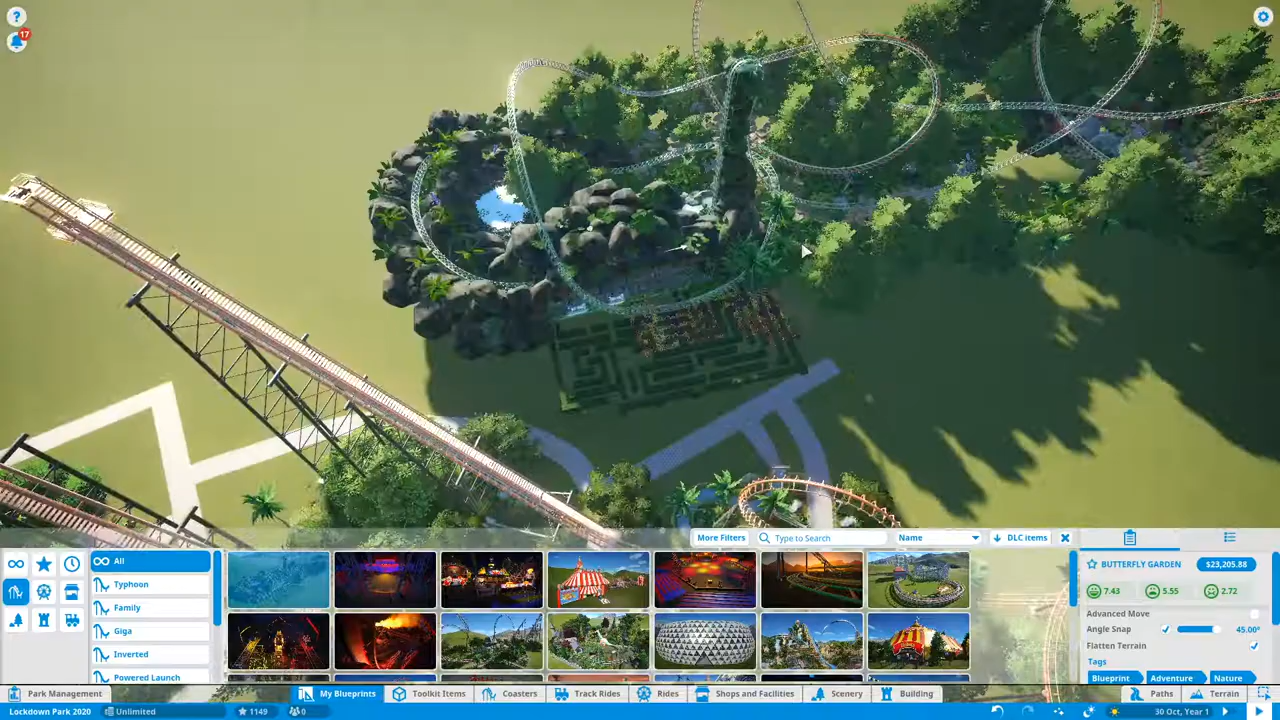 ?
17
More Filters
Type to Search
Name
DLC items
All
Typhoon
Family
Giga
Inverted
Powered Launch
BUTTERFLY GARDEN
$23,205.88
7.43
5.55
2.72
Advanced Move
Angle Snap
45.00°
Flatten Terrain
Tags
Blueprint
Adventure
Nature
Park Management
My Blueprints
Toolkit Items
Coasters
Track Rides
Rides
Shops and Facilities
Scenery
Building
Paths
Terrain
Lockdown Park 2020
Unlimited
1149
0
30 Oct, Year 1